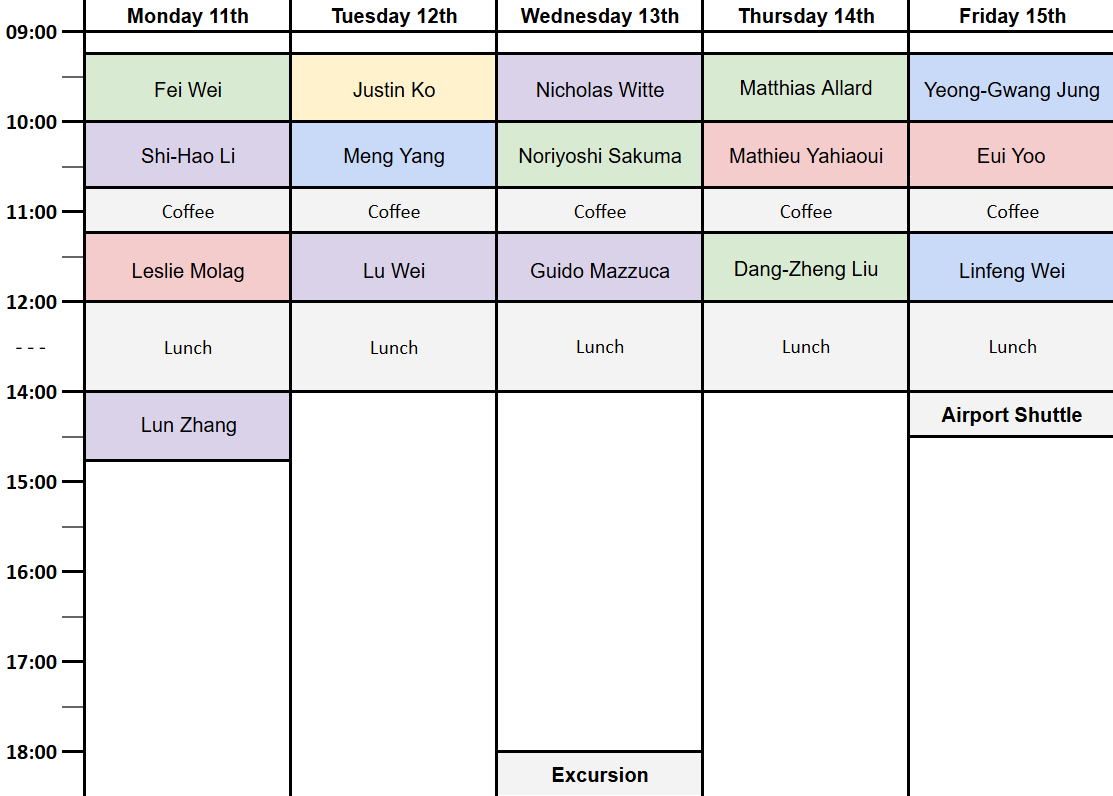 Monday 11th Tuesday 12th Wednesday 13th Thursday 14th Friday 15th
09:00
Fei Wei Justin Ko Nicholas Witte Matthias Allard Yeong-Gwang Jung
10:00
Shi-Hao Li Meng Yang Noriyoshi Sakuma Mathieu Yahiaoui Eui Yoo
11:00 Coffee Coffee Coffee Coffee Coffee
Leslie Molag Lu Wei Guido Mazzuca Dang-Zheng Liu Linfeng Wei
12:00
- - - Lunch Lunch Lunch Lunch Lunch
14:00
Airport Shuttle
Lun Zhang
15:00
16:00
17:00
18:00
Excursion